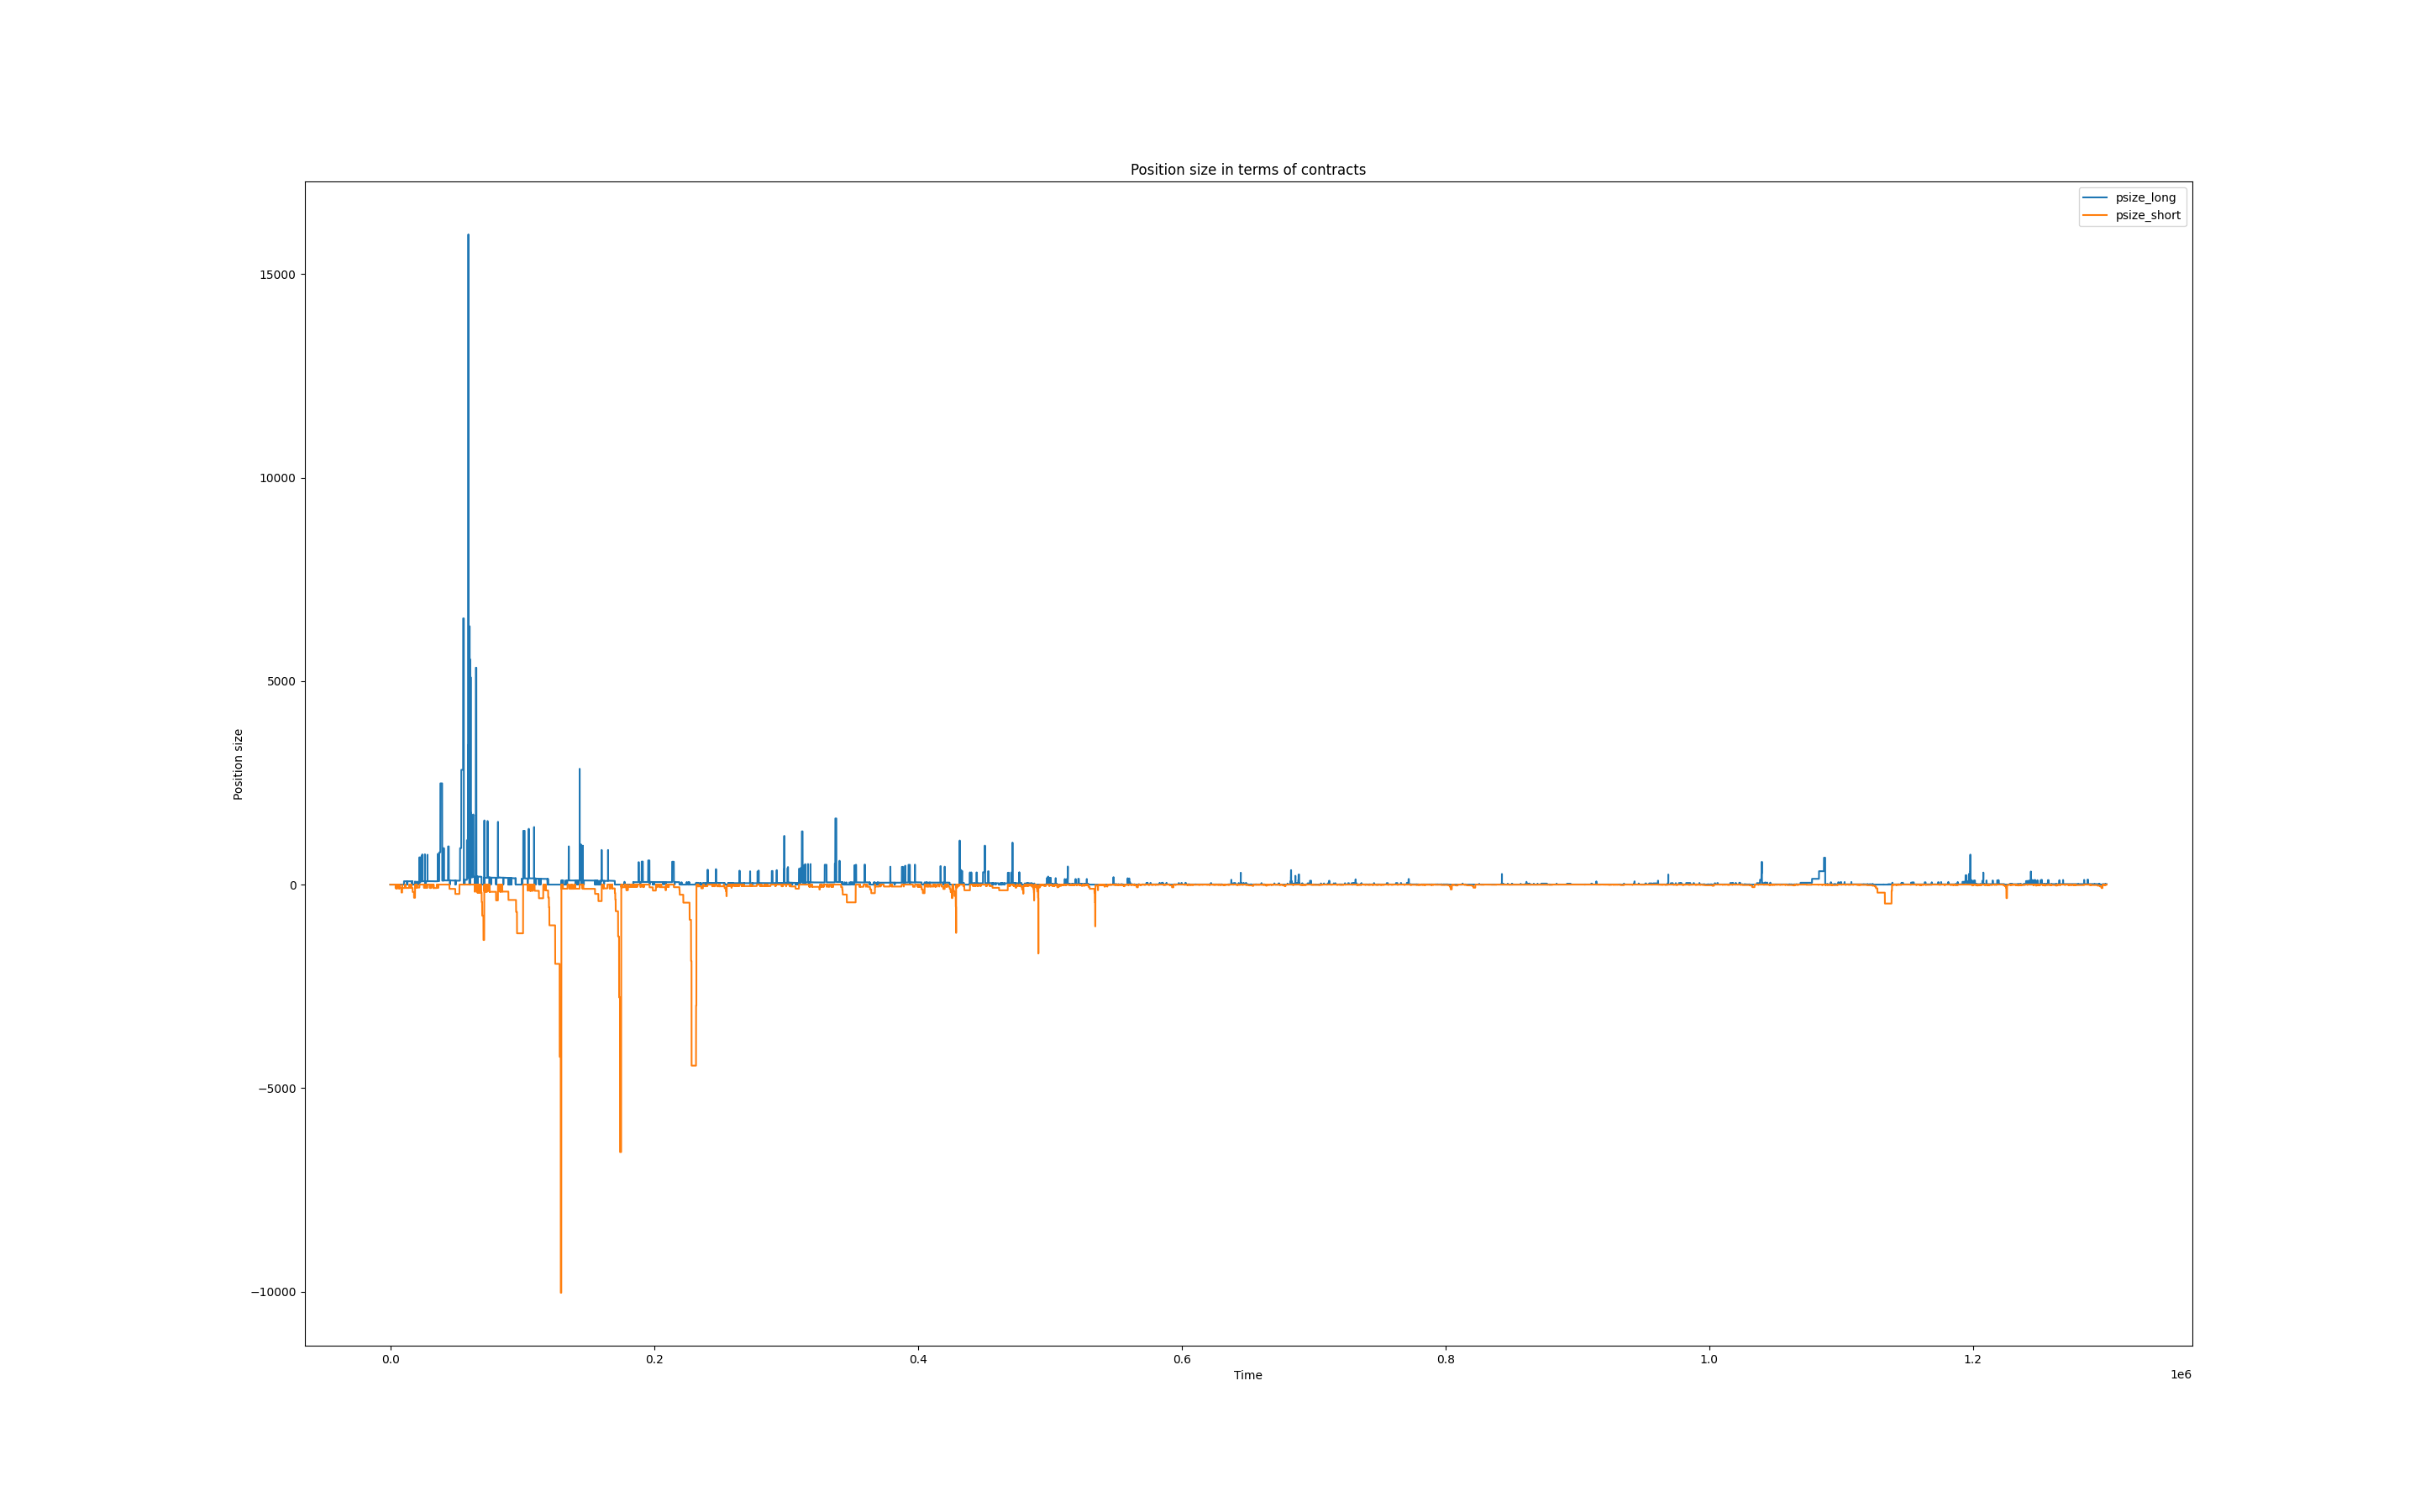 Position size in terms of contracts
psize_long
psize_short
15000
10000
5000
0
−5000
−10000
Position size
0.0
0.2
0.4
0.6
0.8
1.0
1.2
1e6
Time